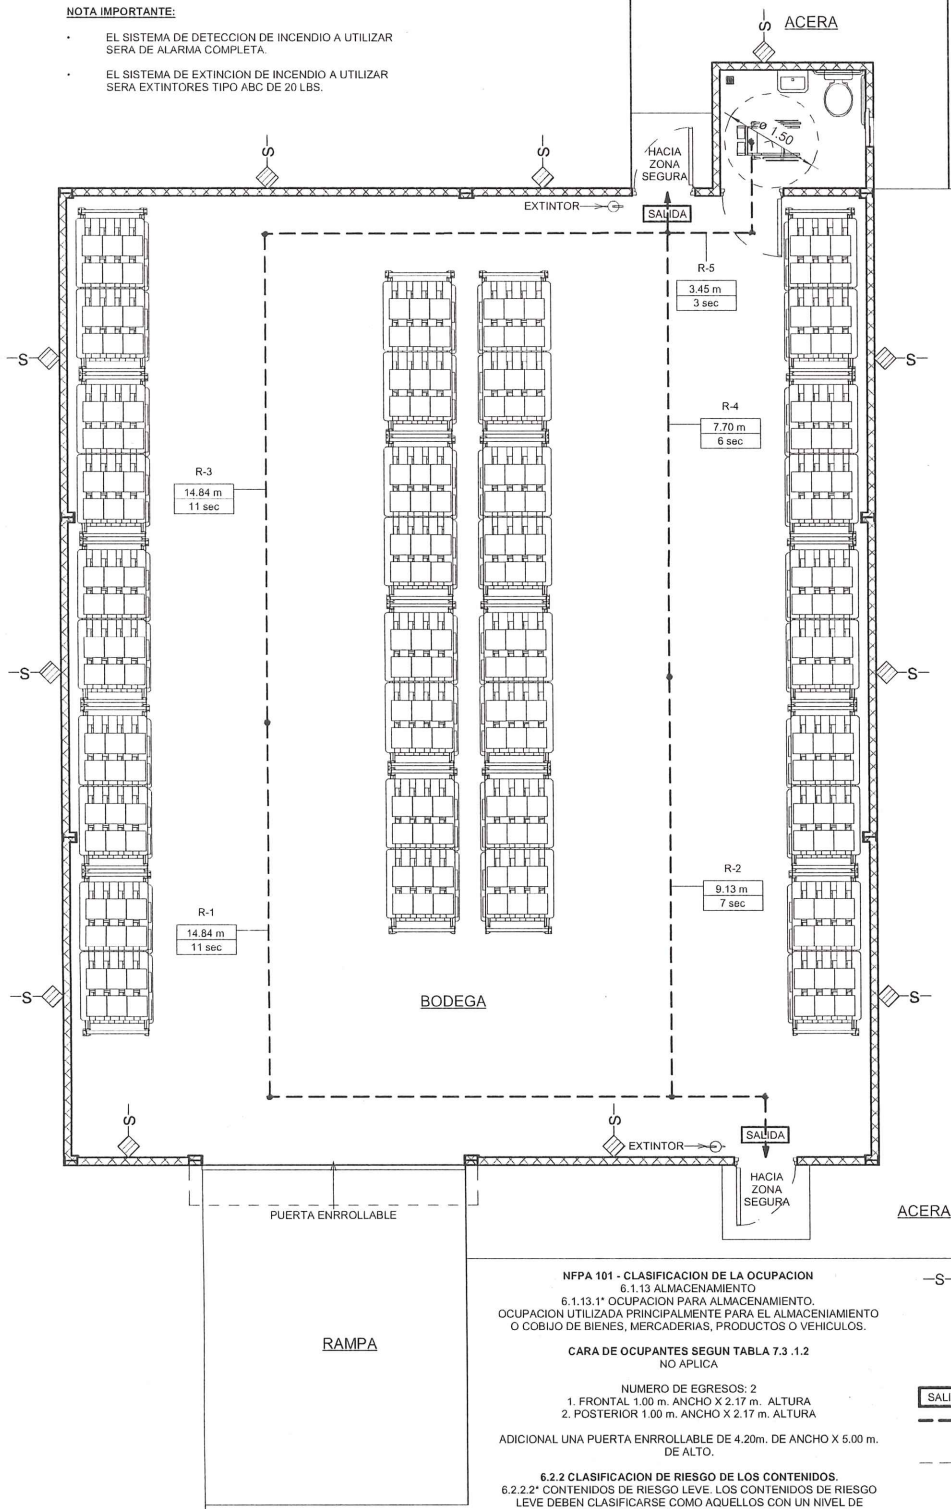 NOTA IMPORTANTE:
· EL SISTEMA DE DETECCION DE INCENDIO A UTILIZAR
SERA DE ALARMA COMPLETA.
· EL SISTEMA DE EXTINCION DE INCENDIO A UTILIZAR
SERA EXTINTORES TIPO ABC DE 20 LBS.
S
ACERA
Ø 1.50
S
S
HACIA
ZONA
SEGURA
EXTINTOR
SALIDA
R-5
3.45 m
3 sec
S
S
R-4
7.70 m
6 sec
R-3
14.84 m
11 sec
S
S
R-2
9.13 m
7 sec
R-1
14.84 m
11 sec
S
S
BODEGA
S
S
EXTINTOR
SALIDA
HACIA
ZONA
SEGURA
PUERTA ENRROLLABLE
ACERA
RAMPA
NFPA 101 - CLASIFICACION DE LA OCUPACION
6.1.13 ALMACENAMIENTO
6.1.13.1* OCUPACION PARA ALMACENAMIENTO.
OCUPACION UTILIZADA PRINCIPALMENTE PARA EL ALMACENIAMIENTO
O COBIJO DE BIENES, MERCADERIAS, PRODUCTOS O VEHICULOS.
CARA DE OCUPANTES SEGUN TABLA 7.3 .1.2
NO APLICA
NUMERO DE EGRESOS: 2
1. FRONTAL 1.00 m. ANCHO X 2.17 m. ALTURA
2. POSTERIOR 1.00 m. ANCHO X 2.17 m. ALTURA
ADICIONAL UNA PUERTA ENRROLLABLE DE 4.20m. DE ANCHO X 5.00 m.
DE ALTO.
6.2.2 CLASIFICACION DE RIESGO DE LOS CONTENIDOS.
6.2.2.2* CONTENIDOS DE RIESGO LEVE. LOS CONTENIDOS DE RIESGO
LEVE DEBEN CLASIFICARSE COMO AQUELLOS CON UN NIVEL DE
S
SALI